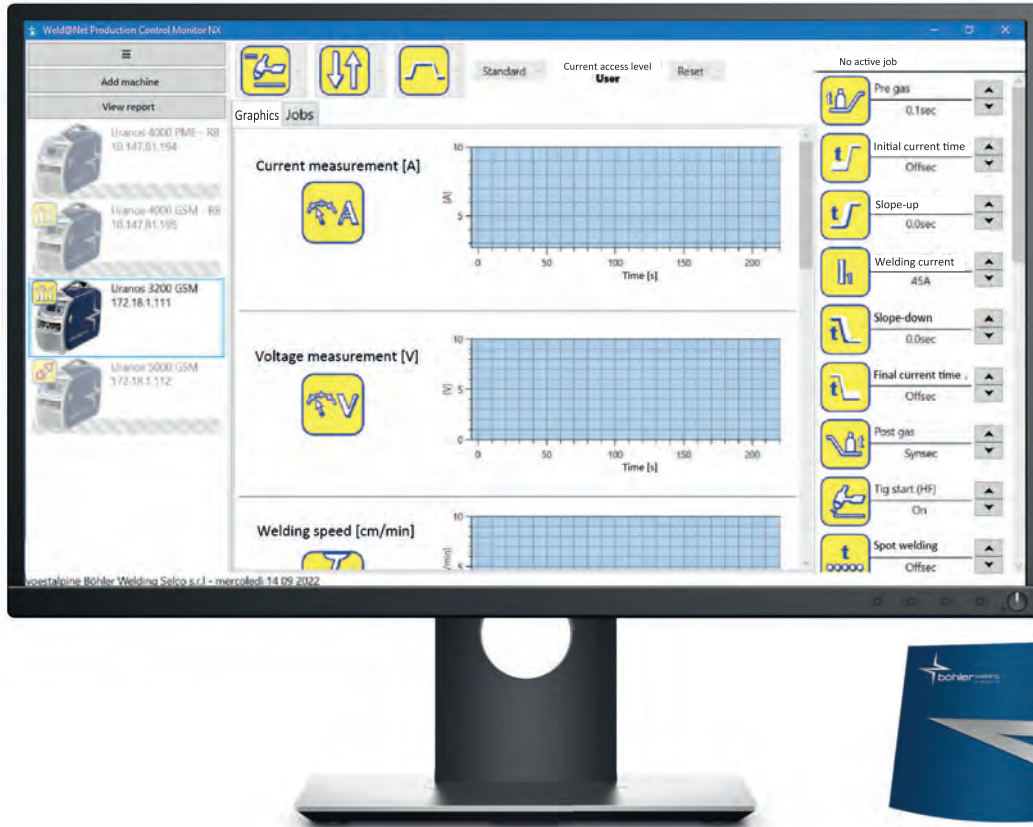 Weld@Net Production Control Monitor NX
Add machine
View report
Uranos 4000 PME - R8
10.147.81.194
Uranos 4000 GSM - R8
10.147.81.195
Uranos 3200 GSM
172.18.1.111
Uranos 5000 GSM
172.18.1.112
Standard
Current access level
User
Reset
Graphics Jobs
Current measurement [A]
A
10
5
[A]
0 50 100 150 200
Time [s]
Voltage measurement [V]
V
10
5
0
[V]
0 50 100 150 200
Time [s]
Welding speed [cm/min]
10
5
/min]
No active job
Pre gas
0.1sec
Initial current time
Offsec
t
Slope-up
0.0sec
t
Welding current
45A
Slope-down
0.0sec
t
Final current time
Offsec
t
Post gas
Synsec
Tig start (HF)
On
Spot welding
Offsec
t
voestalpine Böhler Welding Selco s.r.l - mercoledì 14 09 2022
böhler welding